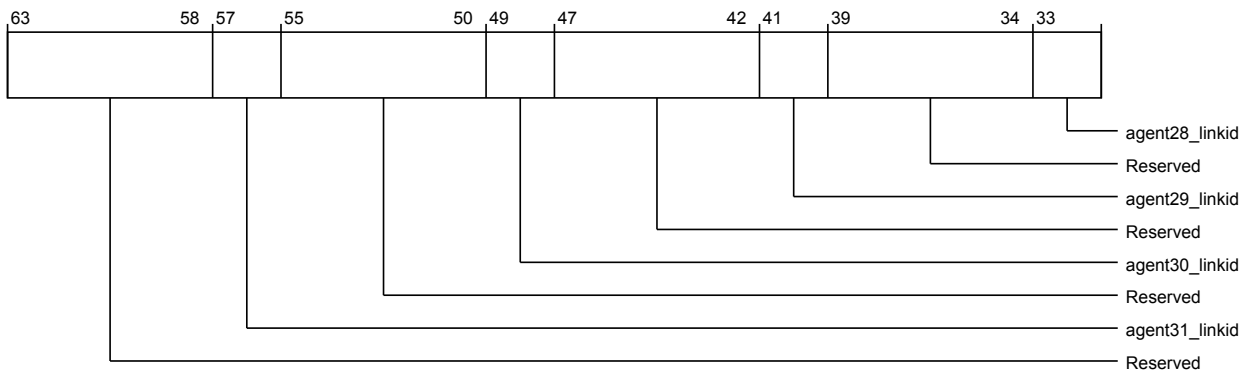 63 58 57 55 50 49 47 42 41 39 34 33
agent28_linkid
Reserved
agent29_linkid
Reserved
agent30_linkid
Reserved
agent31_linkid
Reserved